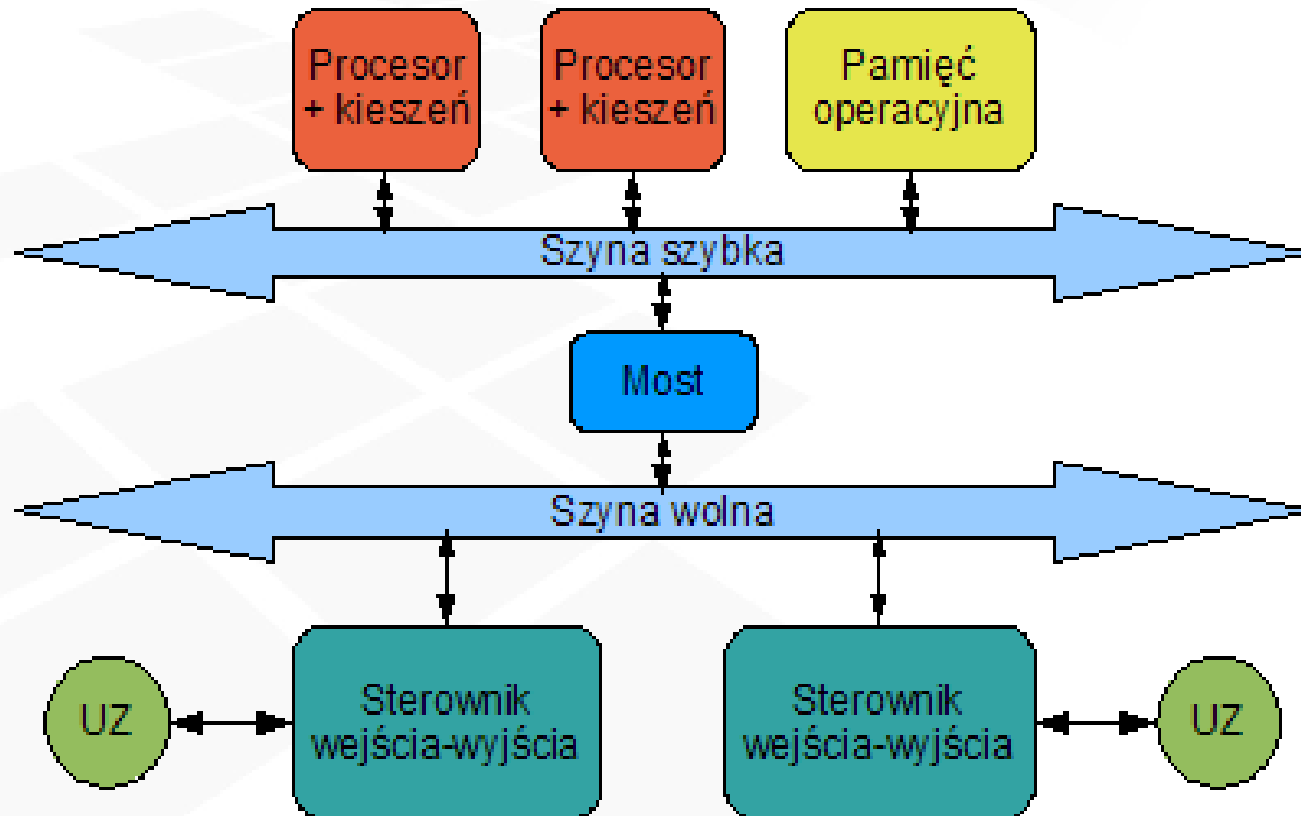 Procesor
+ kieszeń
Procesor
+ kieszeń
Pamięć
operacyjna
Szyna szybka
Most
Szyna wolna
UZ
Sterownik
wejścia-wyjścia
Sterownik
wejścia-wyjścia
UZ